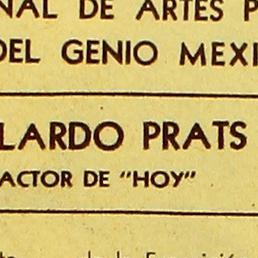 NAL DE ARTES P
DEL GENIO MEXI
LARDO PRATS
ACTOR DE "HOY"